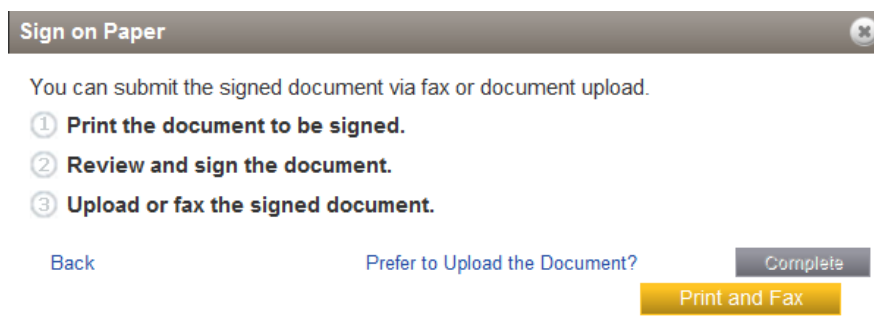 Sign on Paper
You can submit the signed document via fax or document upload.
1 Print the document to be signed.
2 Review and sign the document.
3 Upload or fax the signed document.
Back Prefer to Upload the Document? Complete
Print and Fax